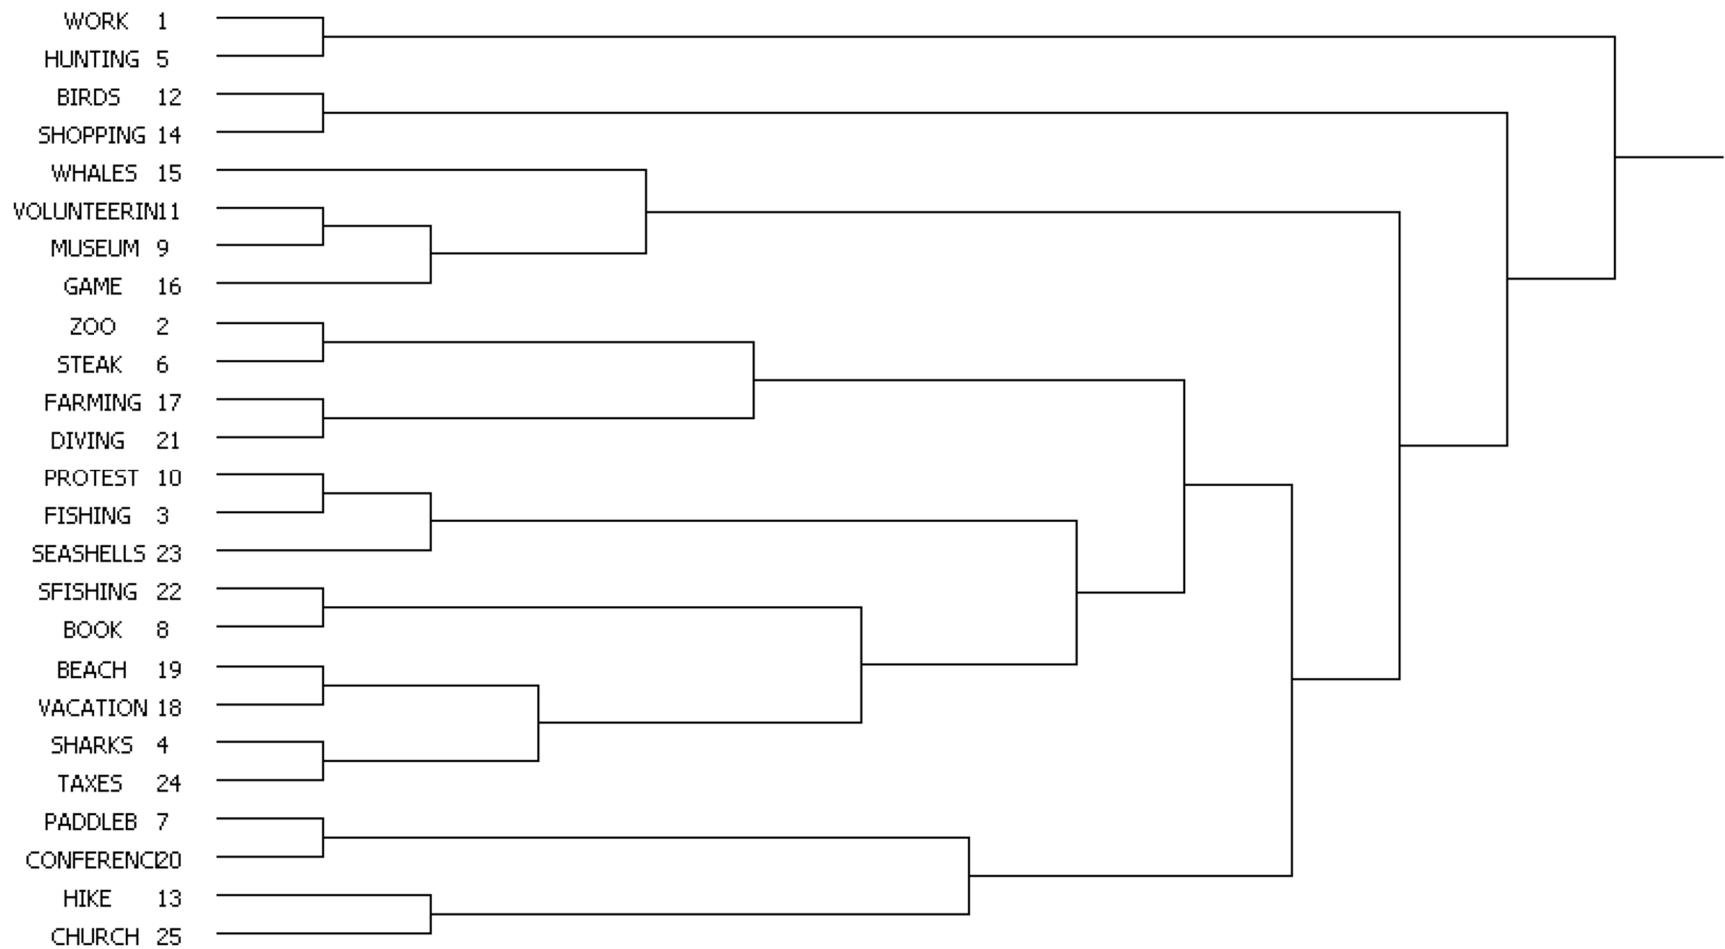 WORK 1
HUNTING 5
BIRDS 12
SHOPPING 14
WHALES 15
VOLUNTEERIN11
MUSEUM 9
GAME 16
ZOO 2
STEAK 6
FARMING 17
DIVING 21
PROTEST 10
FISHING 3
SEASHELLS 23
SFISHING 22
BOOK 8
BEACH 19
VACATION 18
SHARKS 4
TAXES 24
PADDLEB 7
CONFERENCI20
HIKE 13
CHURCH 25